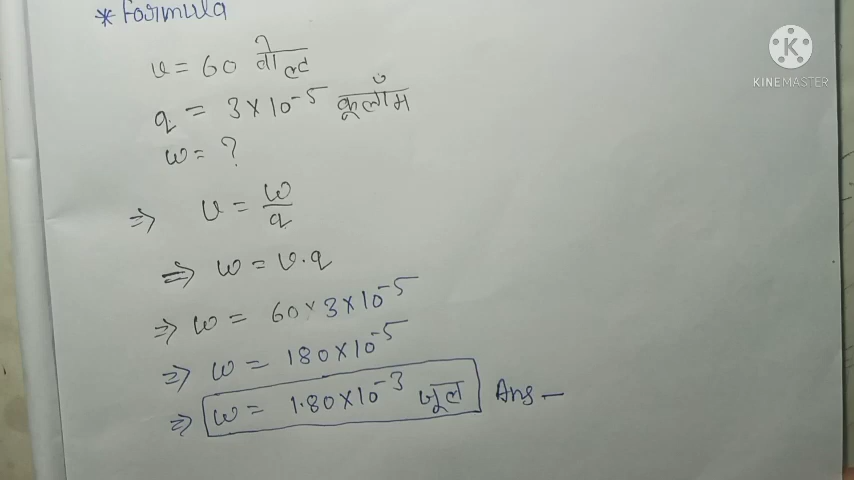 * Formula
K
KINEMASTER
v = 60 वोल्ट
q = 3×10⁻⁵ कूलॉंम
w = ?
⇒ v = w/q
⇒ w = v.q
⇒ w = 60 × 3×10⁻⁵
⇒ w = 180×10⁻⁵
⇒ w = 1.80×10⁻³ जूल Ans –